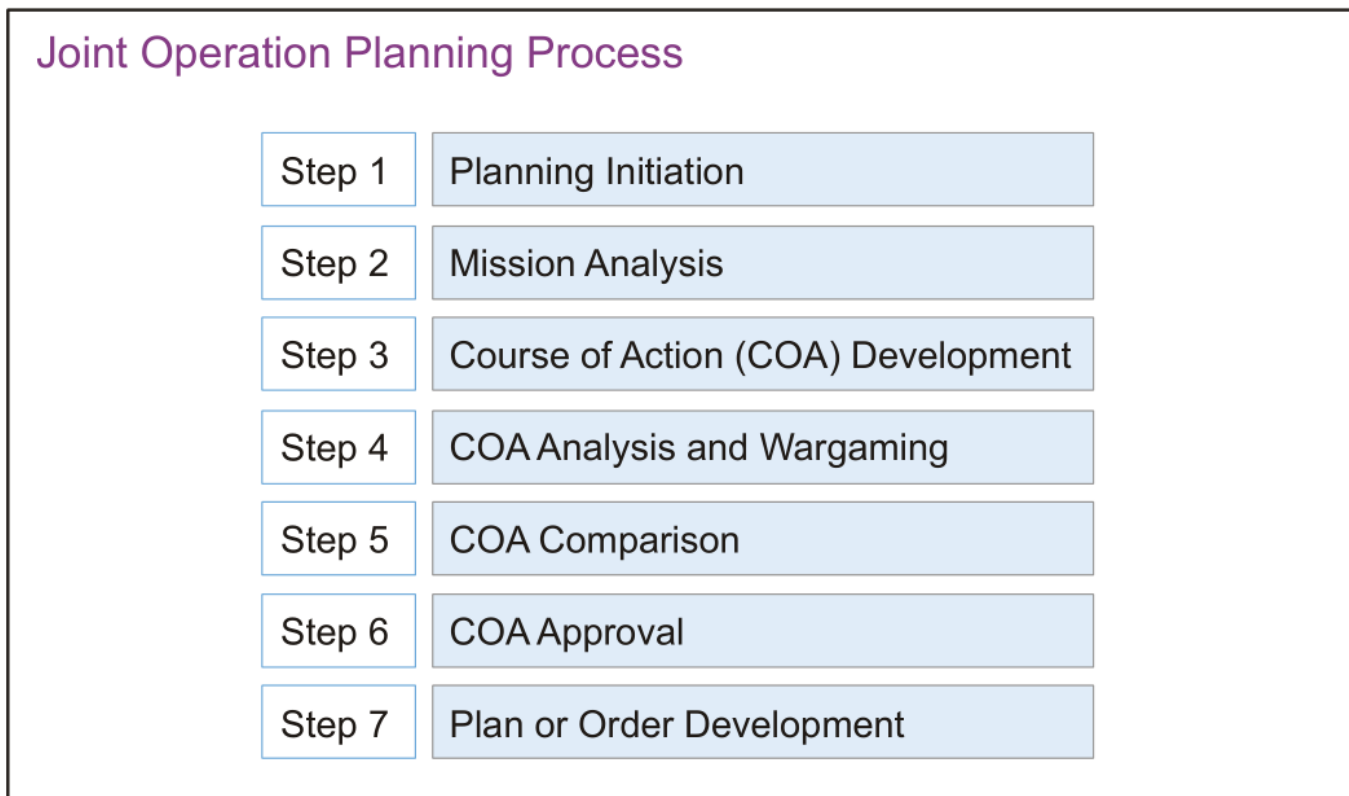 Joint Operation Planning Process
Step 1 Planning Initiation
Step 2 Mission Analysis
Step 3 Course of Action (COA) Development
Step 4 COA Analysis and Wargaming
Step 5 COA Comparison
Step 6 COA Approval
Step 7 Plan or Order Development